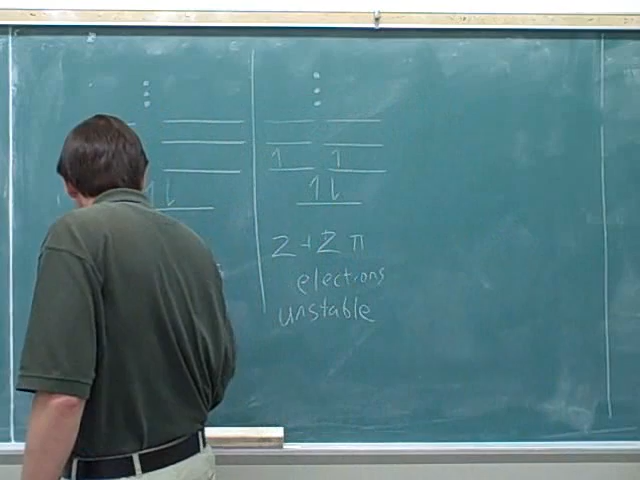 2+2 π
electrons
unstable